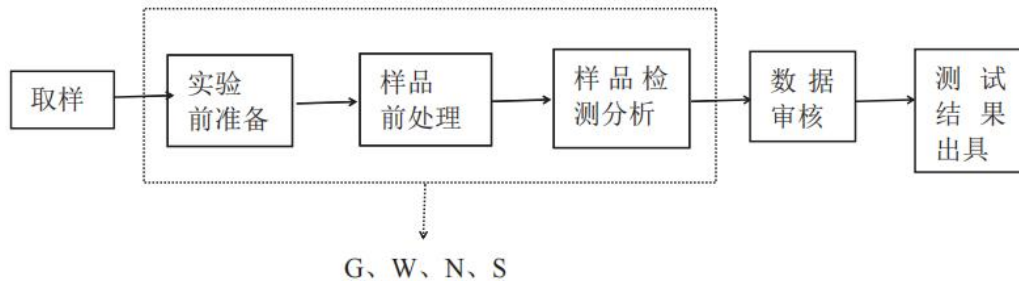 取样
实验
前准备
样品
前处理
样品检
测分析
数据
审核
测试
结果
出具
G、W、N、S